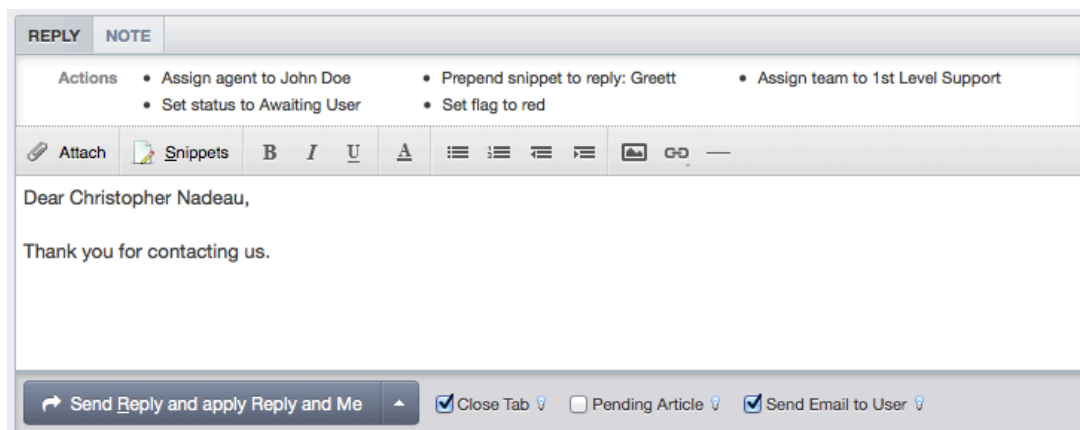 REPLY NOTE
Actions • Assign agent to John Doe • Prepend snippet to reply: Greett • Assign team to 1st Level Support
• Set status to Awaiting User • Set flag to red
Attach Snippets B I U A
Dear Christopher Nadeau,
Thank you for contacting us.
Send Reply and apply Reply and Me Close Tab Pending Article Send Email to User